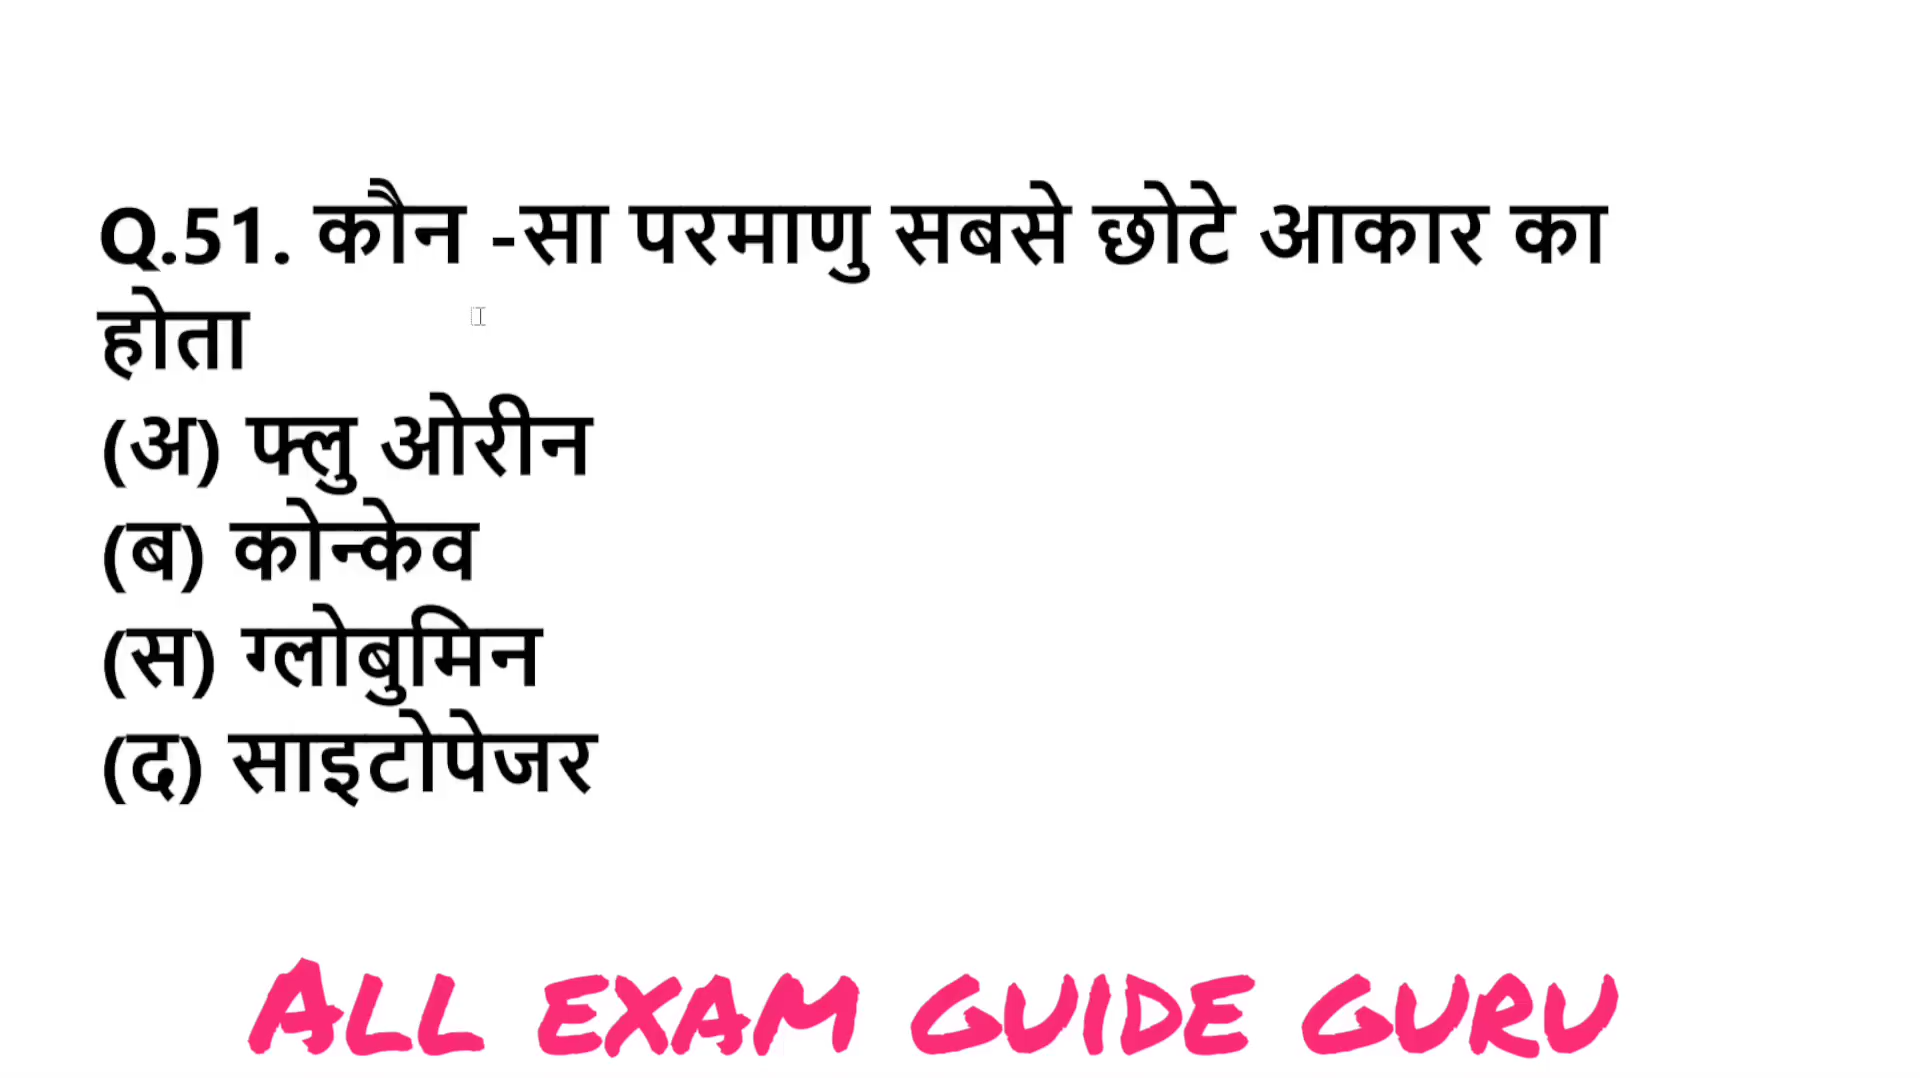 Q.51. कौन -सा परमाणु सबसे छोटे आकार का
होता
(अ) फ्लु ओरीन
(ब) कोन्केव
(स) ग्लोबुमिन
(द) साइटोपेजर
ALL EXAM GUIDE GURU